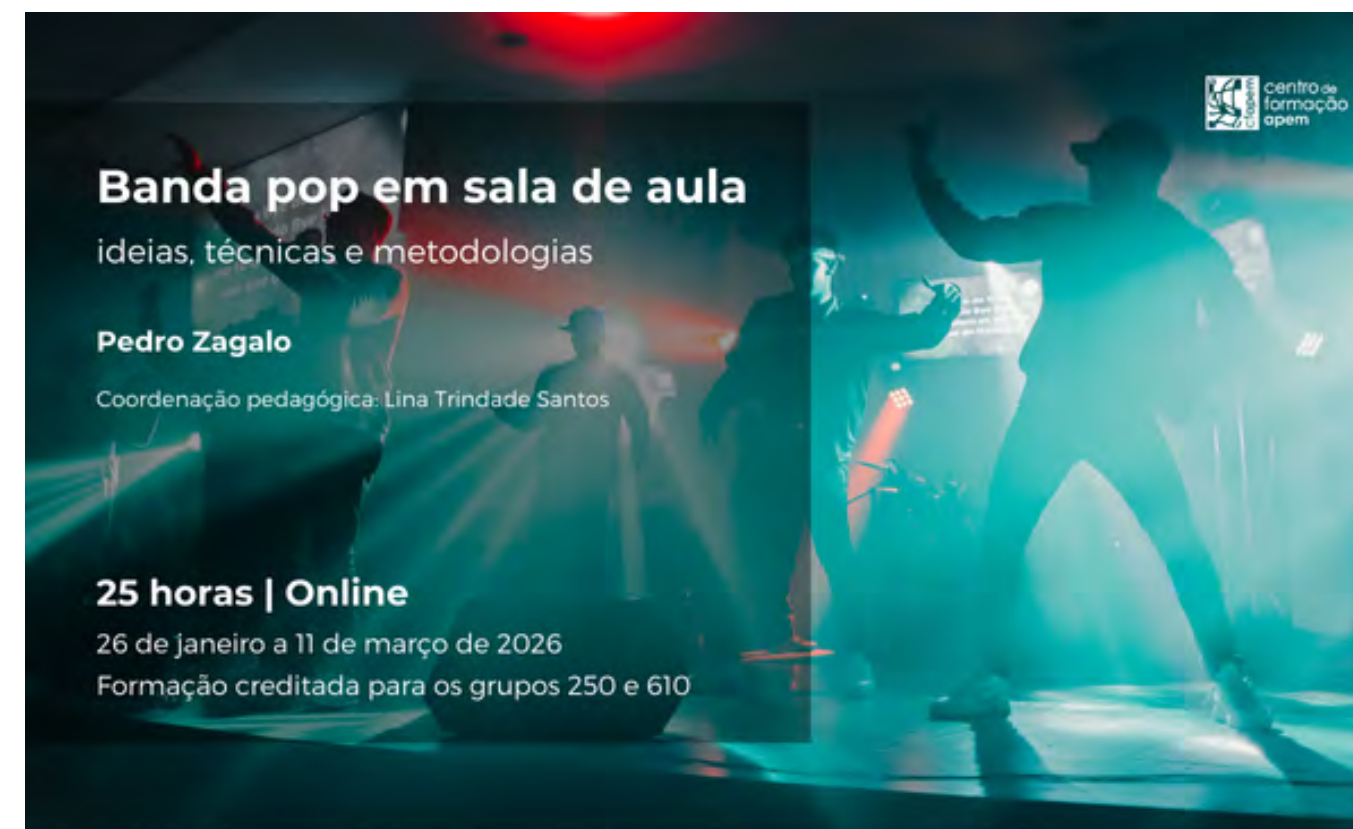 centro de
formação
apem
cfapem
Banda pop em sala de aula
ideias, técnicas e metodologias
Pedro Zagalo
Coordenação pedagógica: Lina Trindade Santos
25 horas | Online
26 de janeiro a 11 de março de 2026
Formação creditada para os grupos 250 e 610